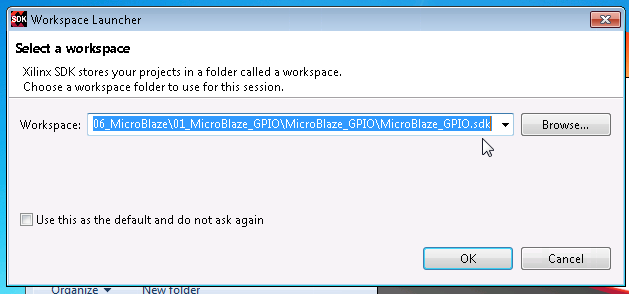 SDK Workspace Launcher
Select a workspace
Xilinx SDK stores your projects in a folder called a workspace.
Choose a workspace folder to use for this session.
Workspace: 06_MicroBlaze\01_MicroBlaze_GPIO\MicroBlaze_GPIO\MicroBlaze_GPIO.sdk Browse...
Use this as the default and do not ask again
OK Cancel
Organize New folder